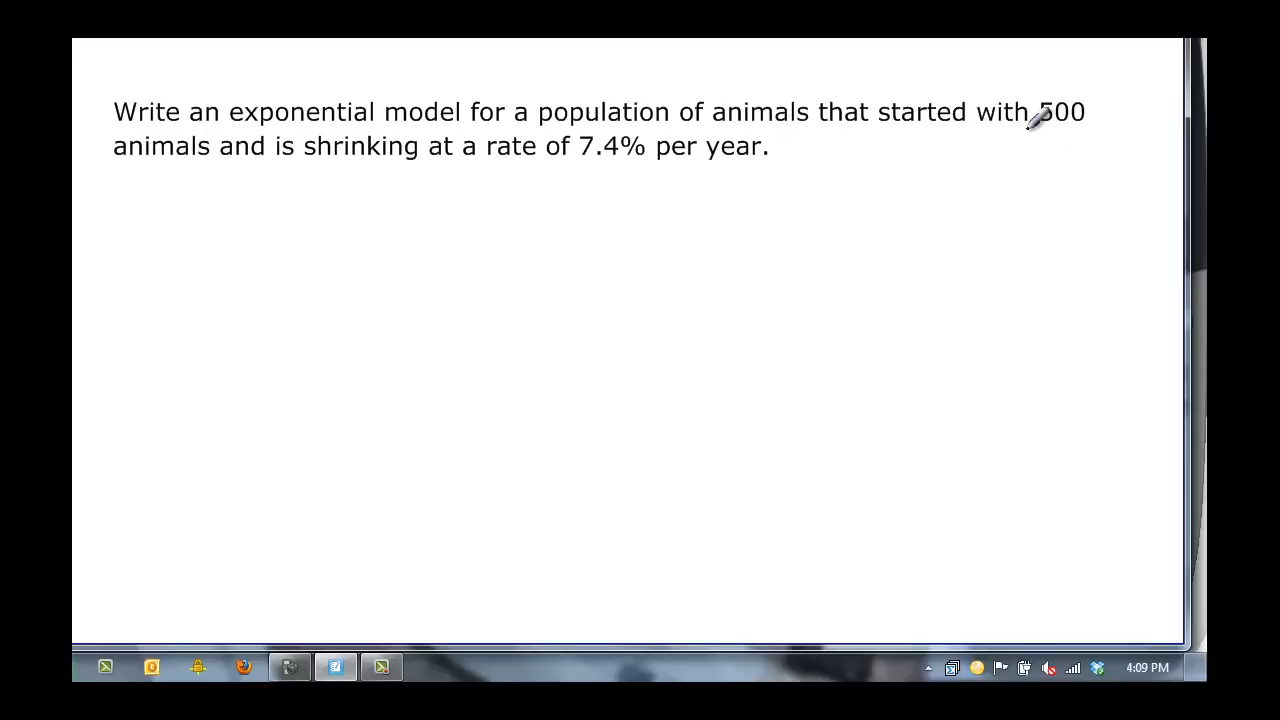 Write an exponential model for a population of animals that started with 500
animals and is shrinking at a rate of 7.4% per year.
4:09 PM